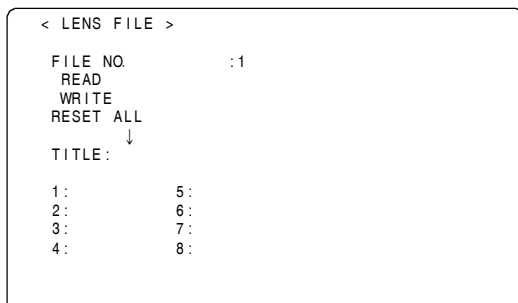 < LENS FILE >
FILE NO. :1
READ
WRITE
RESET ALL
↓
TITLE:
1: 5:
2: 6:
3: 7:
4: 8: